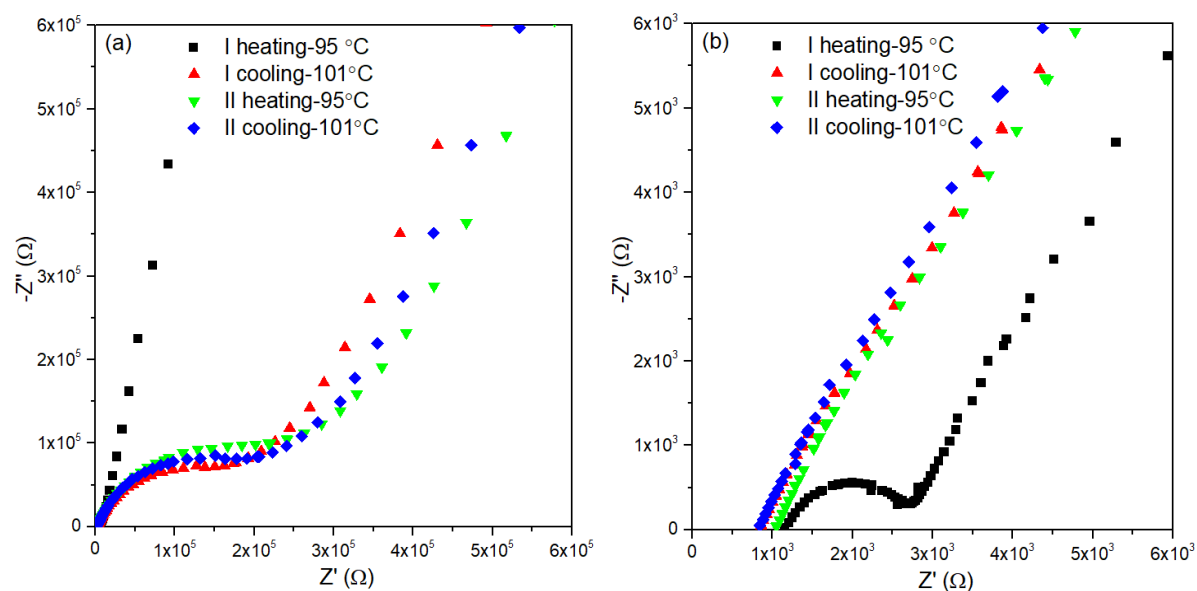 (a)
I heating-95 °C
I cooling-101°C
II heating-95°C
II cooling-101°C
6x10⁵
5x10⁵
4x10⁵
3x10⁵
2x10⁵
1x10⁵
0
-Z'' (Ω)
0 1x10⁵ 2x10⁵ 3x10⁵ 4x10⁵ 5x10⁵ 6x10⁵
Z' (Ω)
(b)
I heating-95 °C
I cooling-101°C
II heating-95°C
II cooling-101°C
6x10³
5x10³
4x10³
3x10³
2x10³
1x10³
0
-Z'' (Ω)
0 1x10³ 2x10³ 3x10³ 4x10³ 5x10³ 6x10³
Z' (Ω)